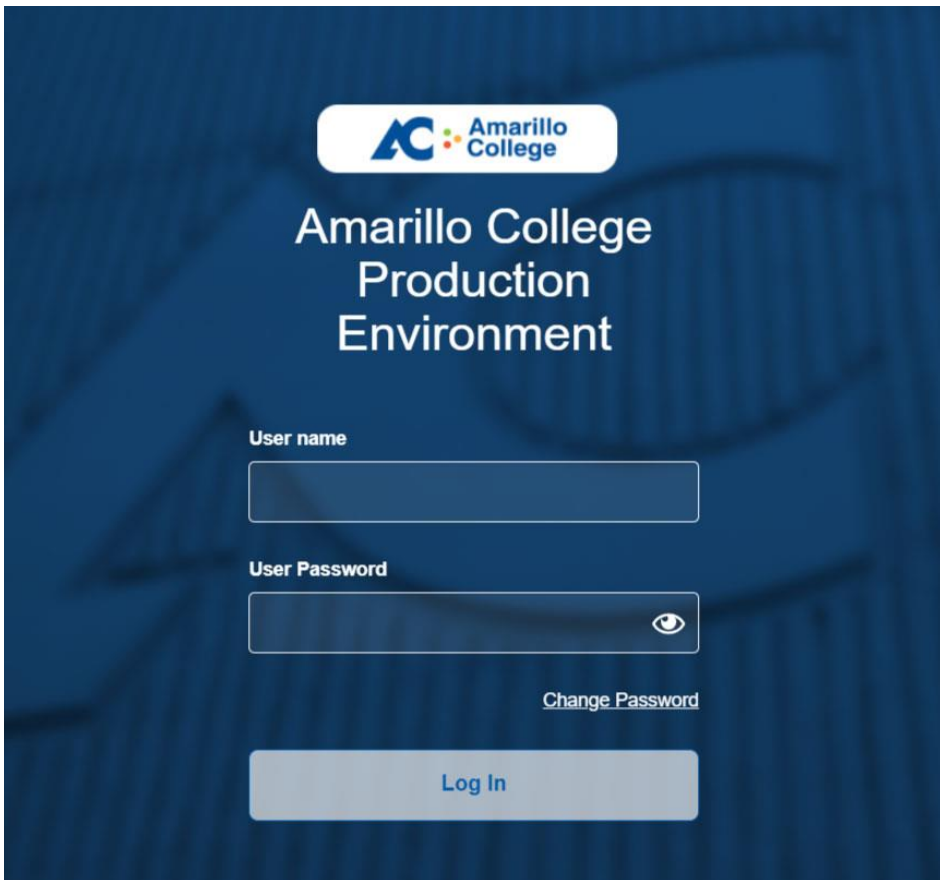 AC Amarillo
College
Amarillo College
Production
Environment
User name
User Password
Change Password
Log In